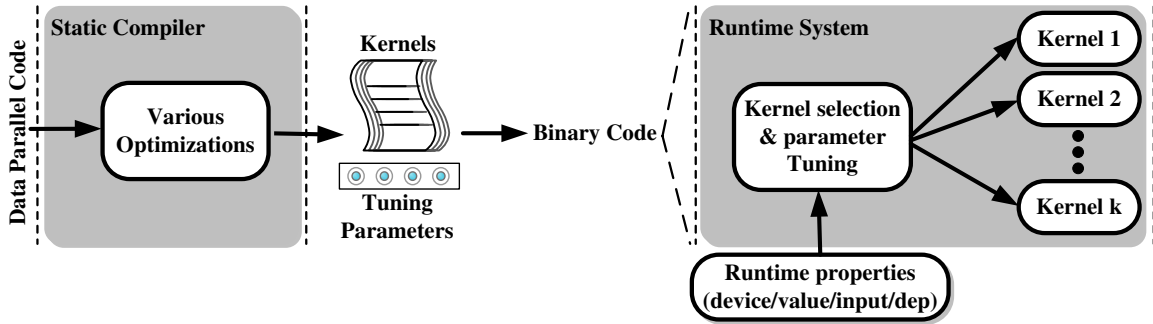 Data Parallel Code
Static Compiler
Various
Optimizations
Kernels
Tuning
Parameters
Binary Code
Runtime System
Kernel selection
& parameter
Tuning
Kernel 1
Kernel 2
Kernel k
Runtime properties
(device/value/input/dep)